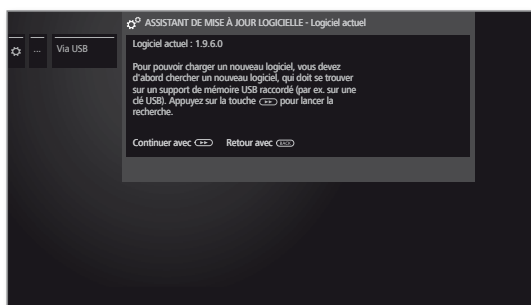 ASSISTANT DE MISE À JOUR LOGICIELLE - Logiciel actuel
... Via USB
Logiciel actuel : 1.9.6.0
Pour pouvoir charger un nouveau logiciel, vous devez
d'abord chercher un nouveau logiciel, qui doit se trouver
sur un support de mémoire USB raccordé (par ex. sur une
clé USB). Appuyez sur la touche pour lancer la
recherche.
Continuer avec Retour avec BACK